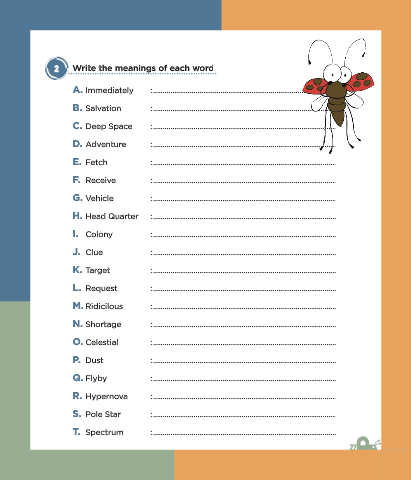 2 Write the meanings of each word
A. Immediately :
B. Salvation :
C. Deep Space :
D. Adventure :
E. Fetch :
F. Receive :
G. Vehicle :
H. Head Quarter :
I. Colony :
J. Clue :
K. Target :
L. Request :
M. Ridicilous :
N. Shortage :
O. Celestial :
P. Dust :
Q. Flyby :
R. Hypernova :
S. Pole Star :
T. Spectrum :